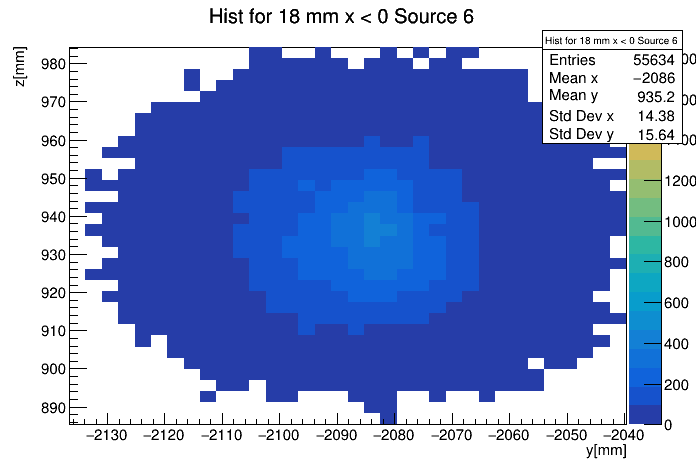 Hist for 18 mm x < 0 Source 6
Hist for 18 mm x < 0 Source 6
Entries 55634
Mean x −2086
Mean y 935.2
Std Dev x 14.38
Std Dev y 15.64
z[mm]
980
970
960
950
940
930
920
910
900
890
−2130 −2120 −2110 −2100 −2090 −2080 −2070 −2060 −2050 −2040
y[mm]
1200
1000
800
600
400
200
0